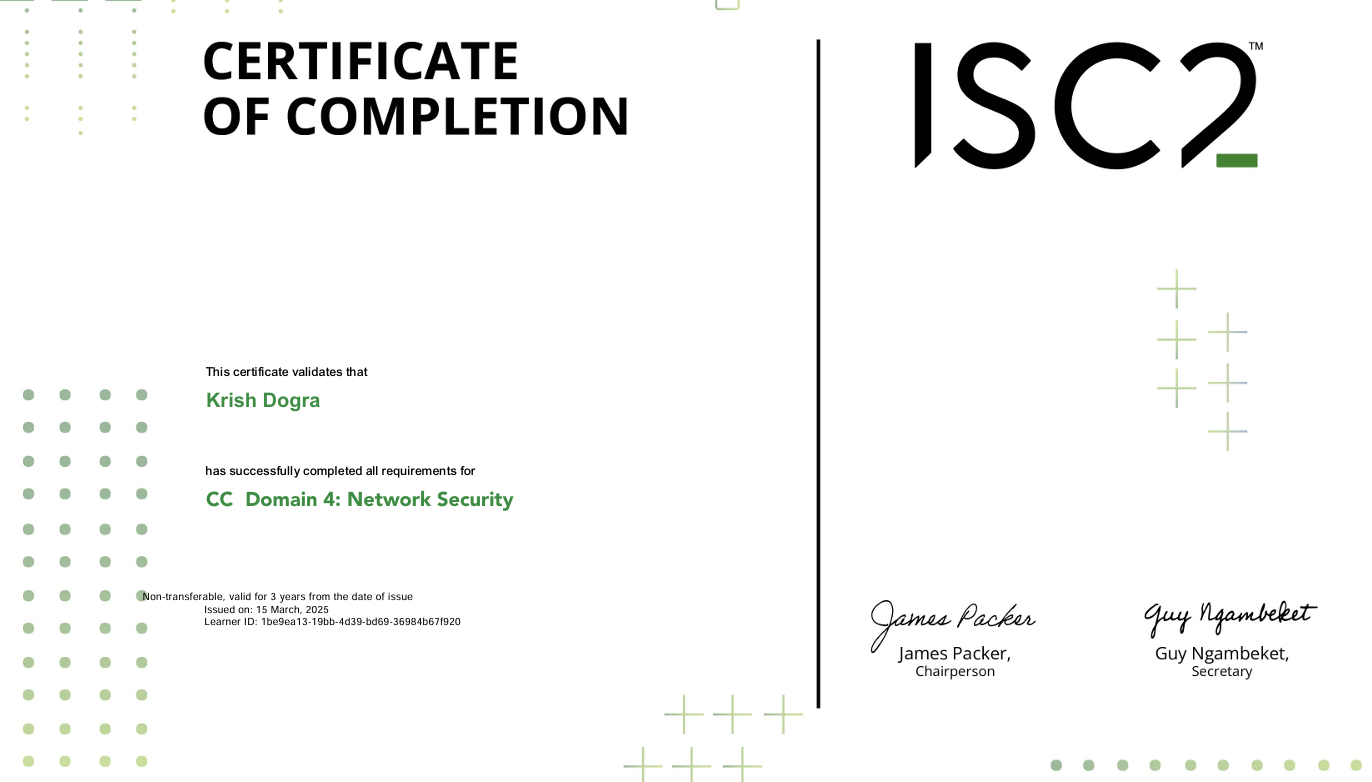 CERTIFICATE
OF COMPLETION
ISC2™
This certificate validates that
Krish Dogra
has successfully completed all requirements for
CC  Domain 4: Network Security
Non-transferable, valid for 3 years from the date of issue
Issued on: 15 March, 2025
Learner ID: 1be9ea13-19bb-4d39-bd69-36984b67f920
James Packer
James Packer,
Chairperson
Guy Ngambeket
Guy Ngambeket,
Secretary